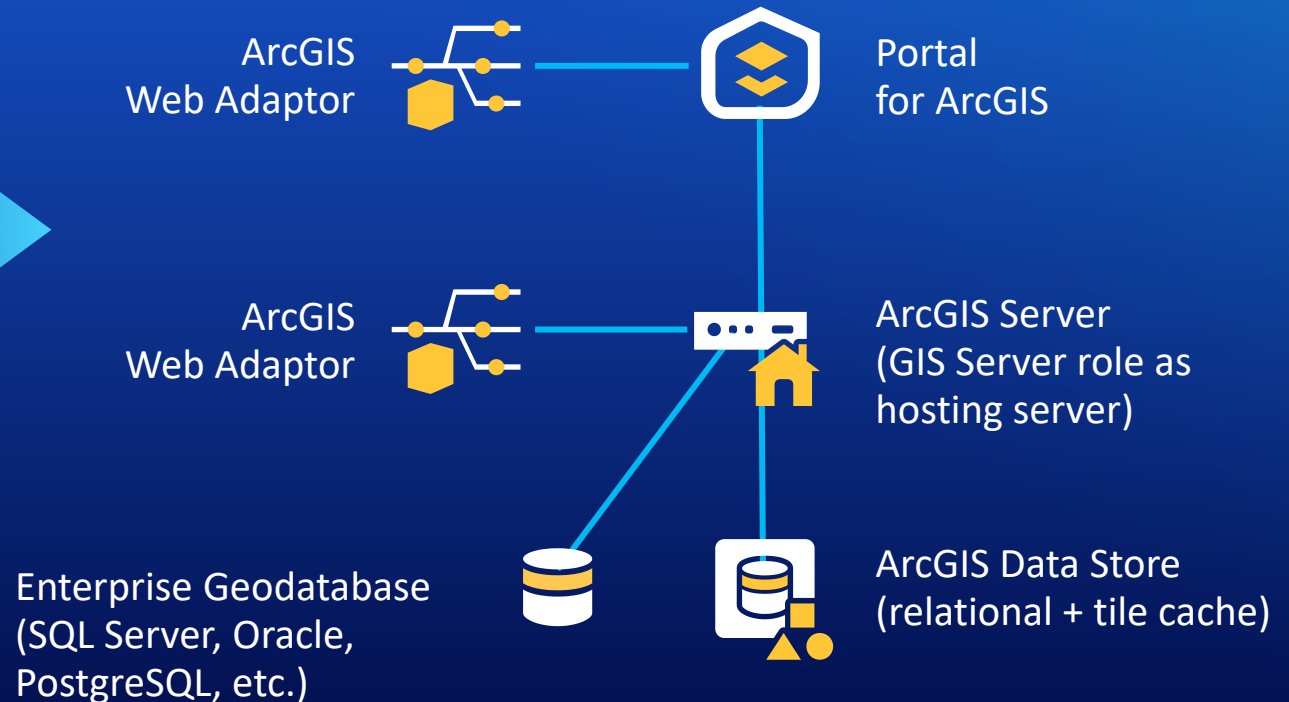 ArcGIS
Web Adaptor
Portal
for ArcGIS
ArcGIS
Web Adaptor
ArcGIS Server
(GIS Server role as
hosting server)
Enterprise Geodatabase
(SQL Server, Oracle,
PostgreSQL, etc.)
ArcGIS Data Store
(relational + tile cache)